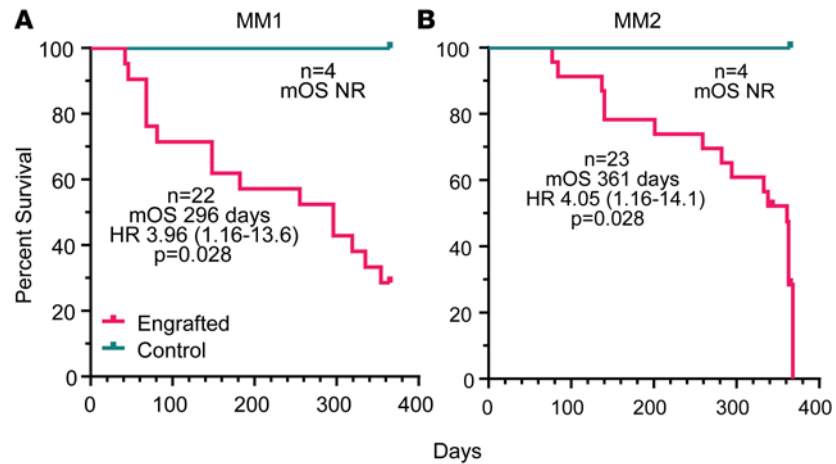 A
MM1
100
80
60
40
20
0
Percent Survival
n=4
mOS NR
n=22
mOS 296 days
HR 3.96 (1.16-13.6)
p=0.028
Engrafted
Control
0 100 200 300 400
B
MM2
100
80
60
40
20
0
n=4
mOS NR
n=23
mOS 361 days
HR 4.05 (1.16-14.1)
p=0.028
0 100 200 300 400
Days